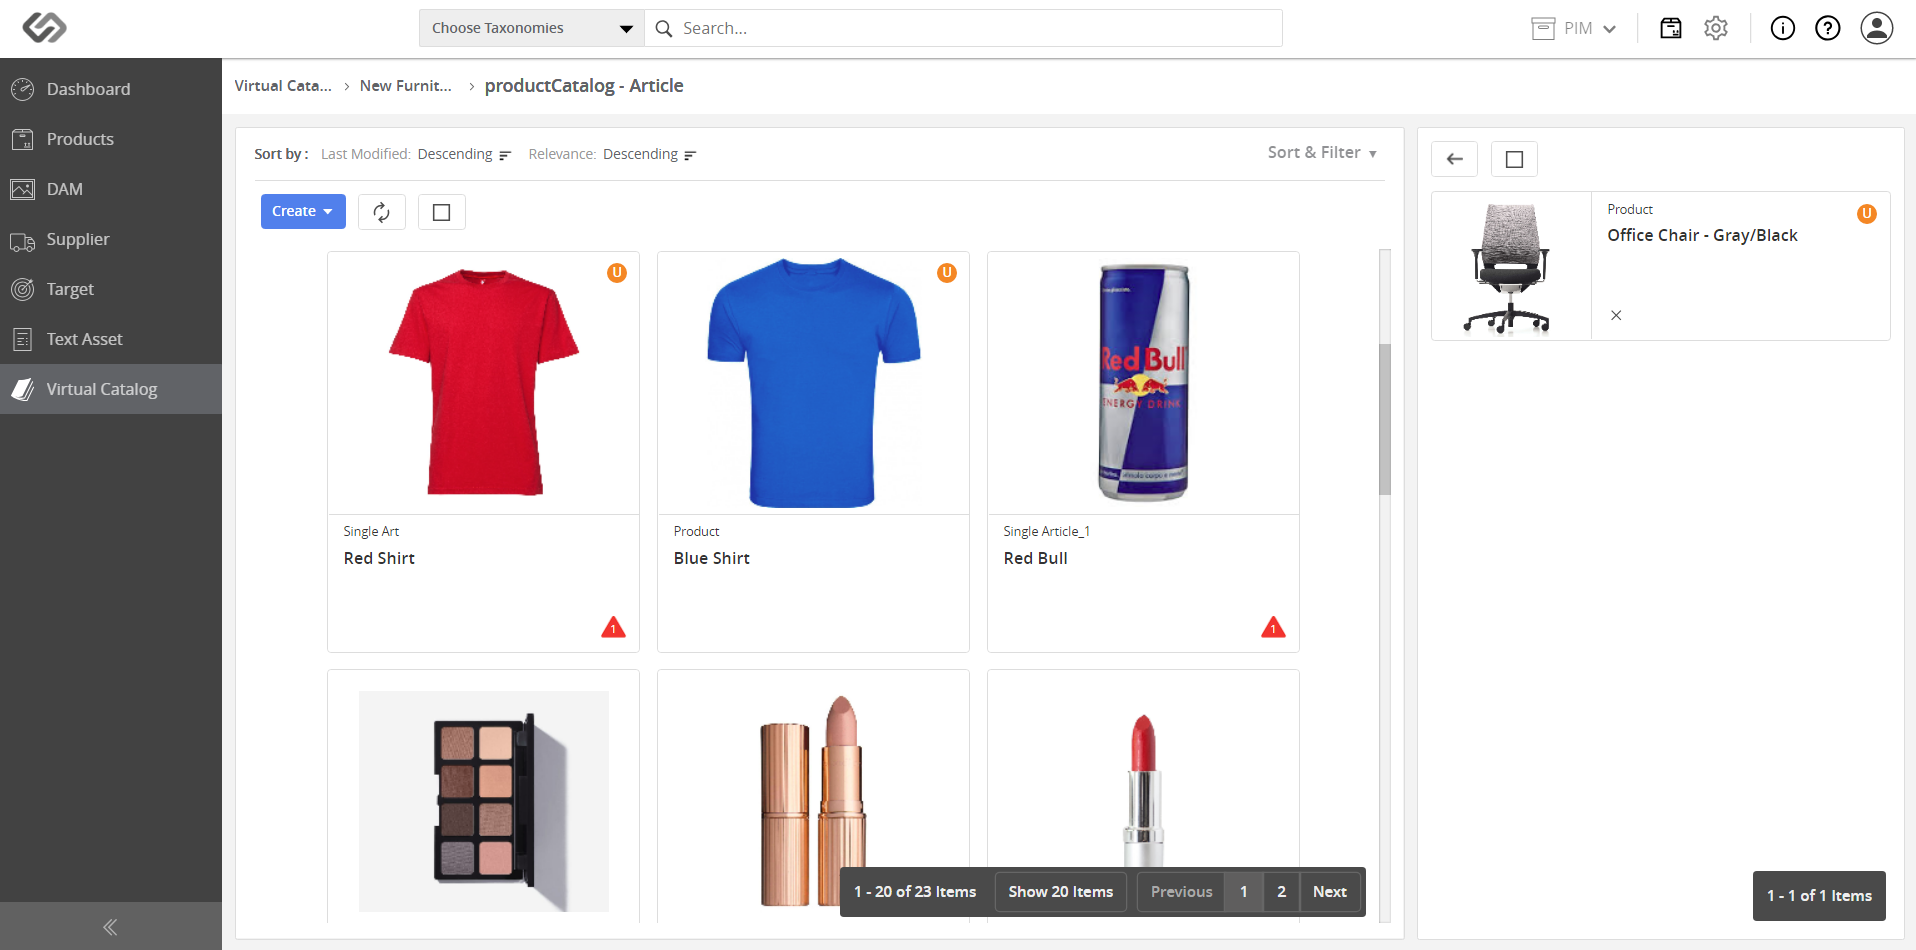 Choose Taxonomies
Search...
PIM
Dashboard
Products
DAM
Supplier
Target
Text Asset
Virtual Catalog
Virtual Cata... › New Furnit... › productCatalog - Article
Sort by : Last Modified: Descending Relevance: Descending
Sort & Filter
Create
U
U
Red Bull
ENERGY DRINK
Single Art
Red Shirt
1
Product
Blue Shirt
Single Article_1
Red Bull
1
1 - 20 of 23 Items
Show 20 Items
Previous 1 2 Next
Product
U
Office Chair - Gray/Black
1 - 1 of 1 Items